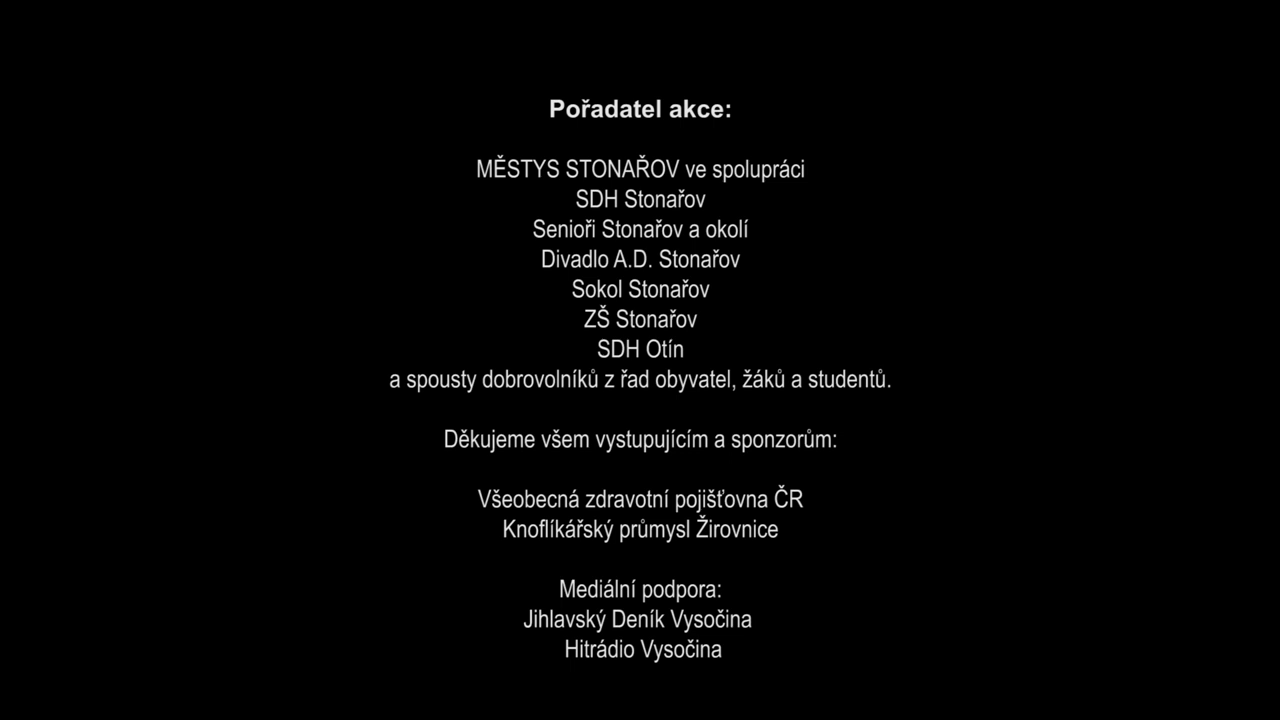 Pořadatel akce:
MĚSTYS STONAŘOV ve spolupráci
SDH Stonařov
Senioři Stonařov a okolí
Divadlo A.D. Stonařov
Sokol Stonařov
ZŠ Stonařov
SDH Otín
a spousty dobrovolníků z řad obyvatel, žáků a studentů.
Děkujeme všem vystupujícím a sponzorům:
Všeobecná zdravotní pojišťovna ČR
Knoflíkářský průmysl Žirovnice
Mediální podpora:
Jihlavský Deník Vysočina
Hitrádio Vysočina